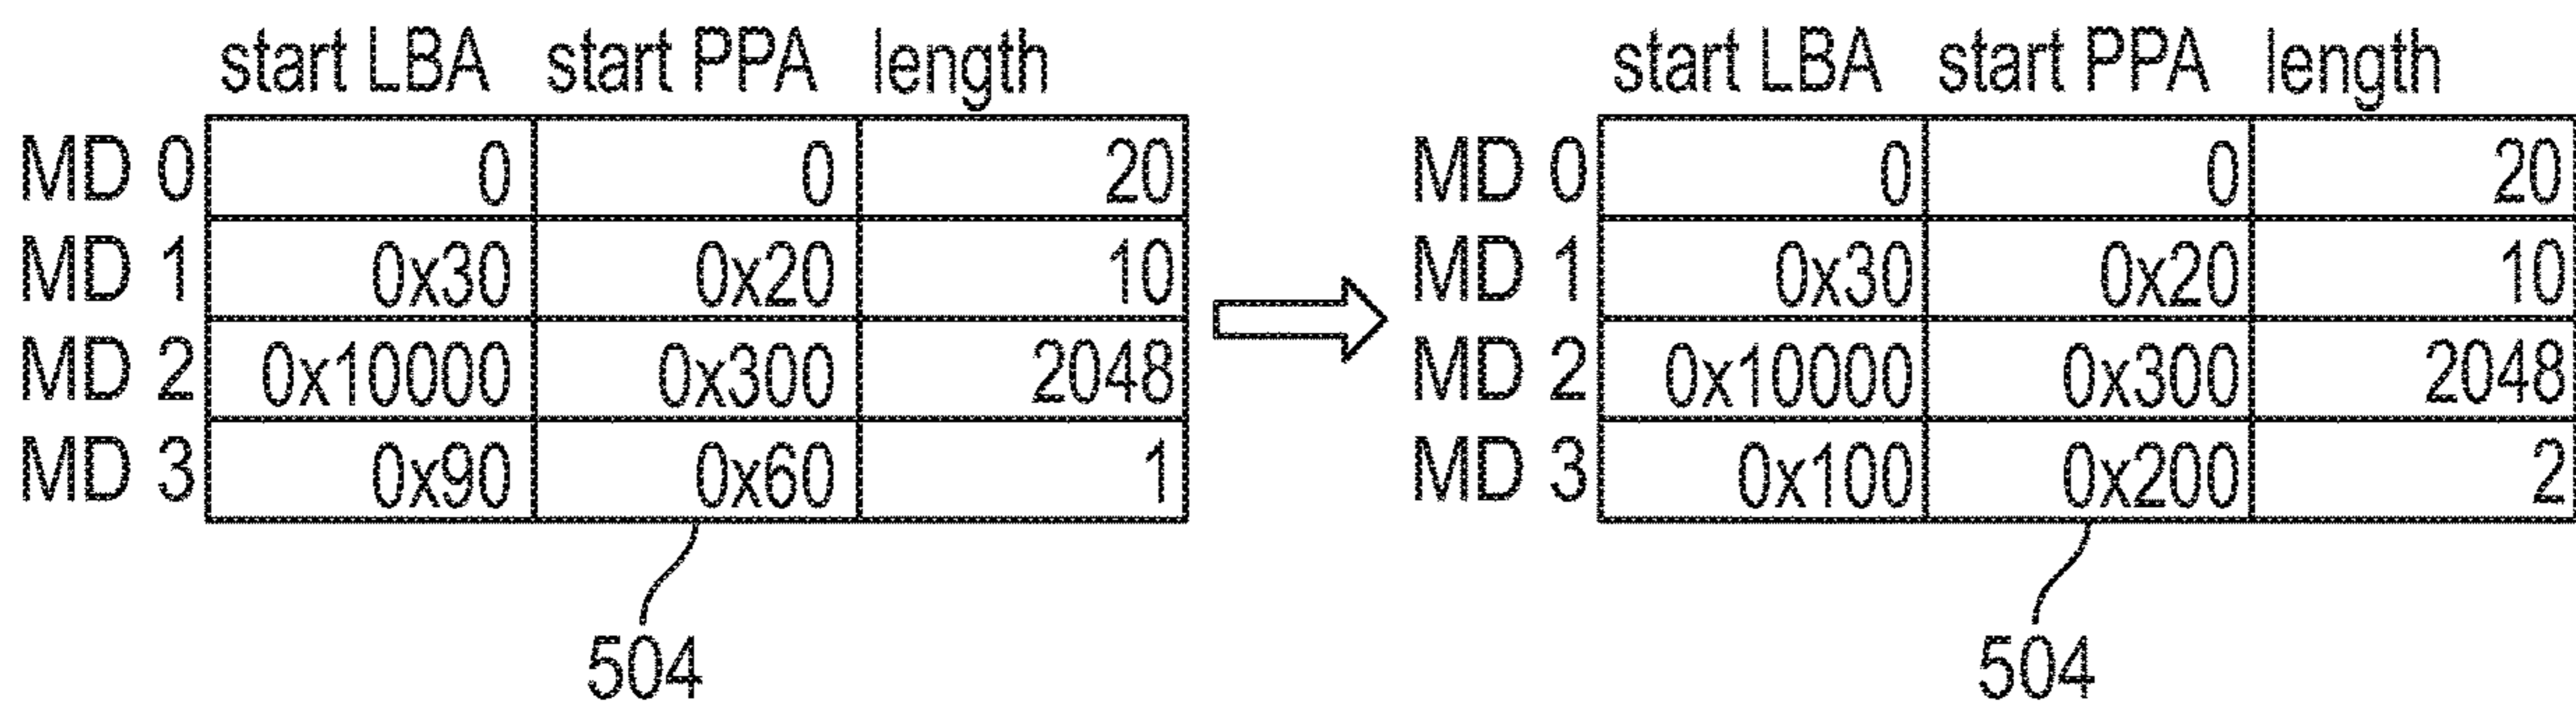 start LBA start PPA length start LBA start PPA length
MD 0 0 0 20 MD 0 0 0 20
MD 1 0x30 0x20 10 MD 1 0x30 0x20 10
MD 2 0x10000 0x300 2048 MD 2 0x10000 0x300 2048
MD 3 0x90 0x60 1 MD 3 0x100 0x200 2
504 504